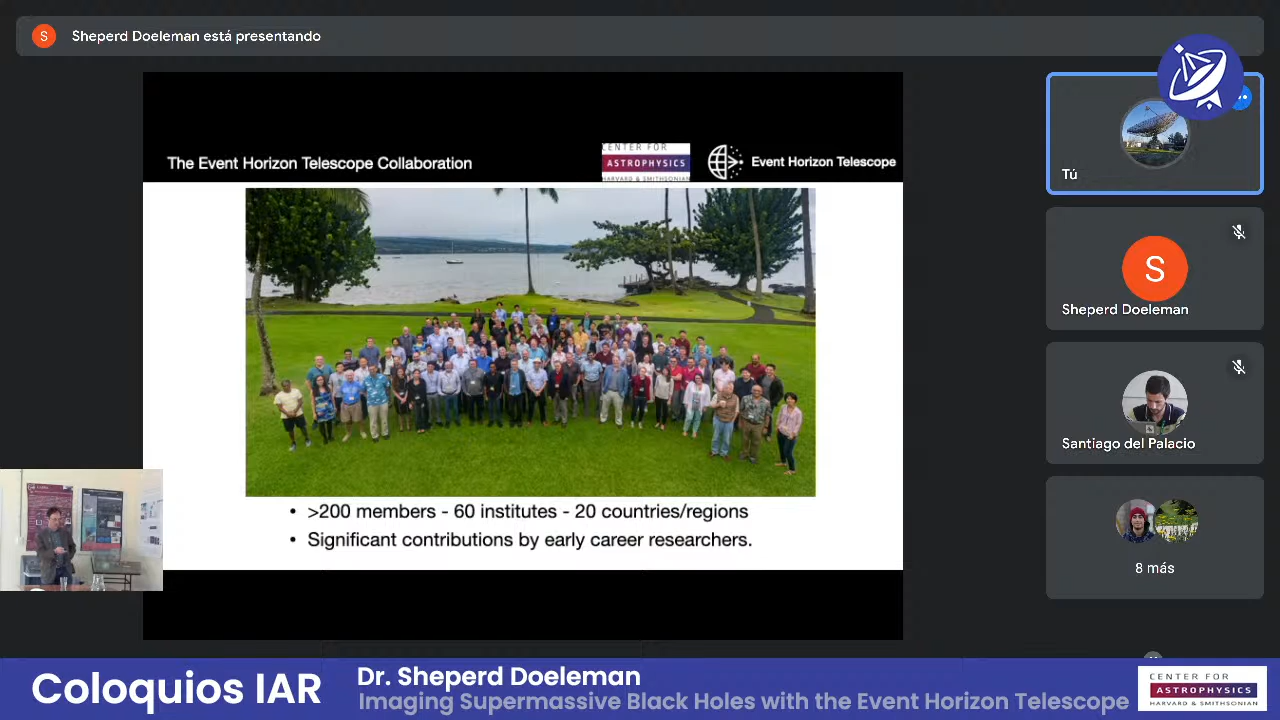 S
Sheperd Doeleman está presentando
The Event Horizon Telescope Collaboration
CENTER FOR
ASTROPHYSICS
HARVARD & SMITHSONIAN
Event Horizon Telescope
• >200 members - 60 institutes - 20 countries/regions
• Significant contributions by early career researchers.
Tú
S
Sheperd Doeleman
Santiago del Palacio
8 más
Coloquios IAR
Dr. Sheperd Doeleman
Imaging Supermassive Black Holes with the Event Horizon Telescope
CENTER FOR
ASTROPHYSICS
HARVARD & SMITHSONIAN